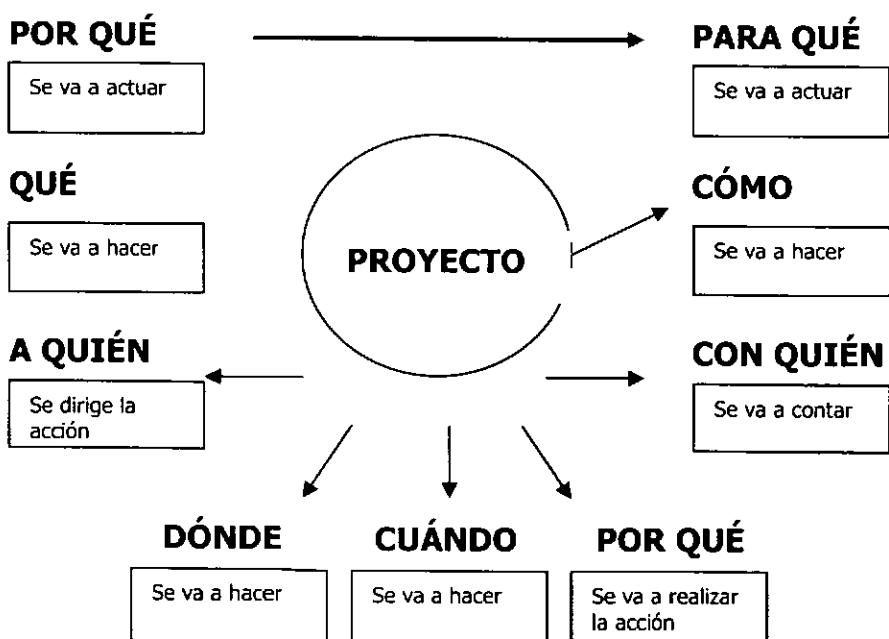 POR QUÉ
PARA QUÉ
Se va a actuar
Se va a actuar
QUÉ
CÓMO
Se va a hacer
PROYECTO
Se va a hacer
A QUIÉN
CON QUIÉN
Se dirige la
acción
Se va a contar
DÓNDE
CUÁNDO
POR QUÉ
Se va a hacer
Se va a hacer
Se va a realizar
la acción